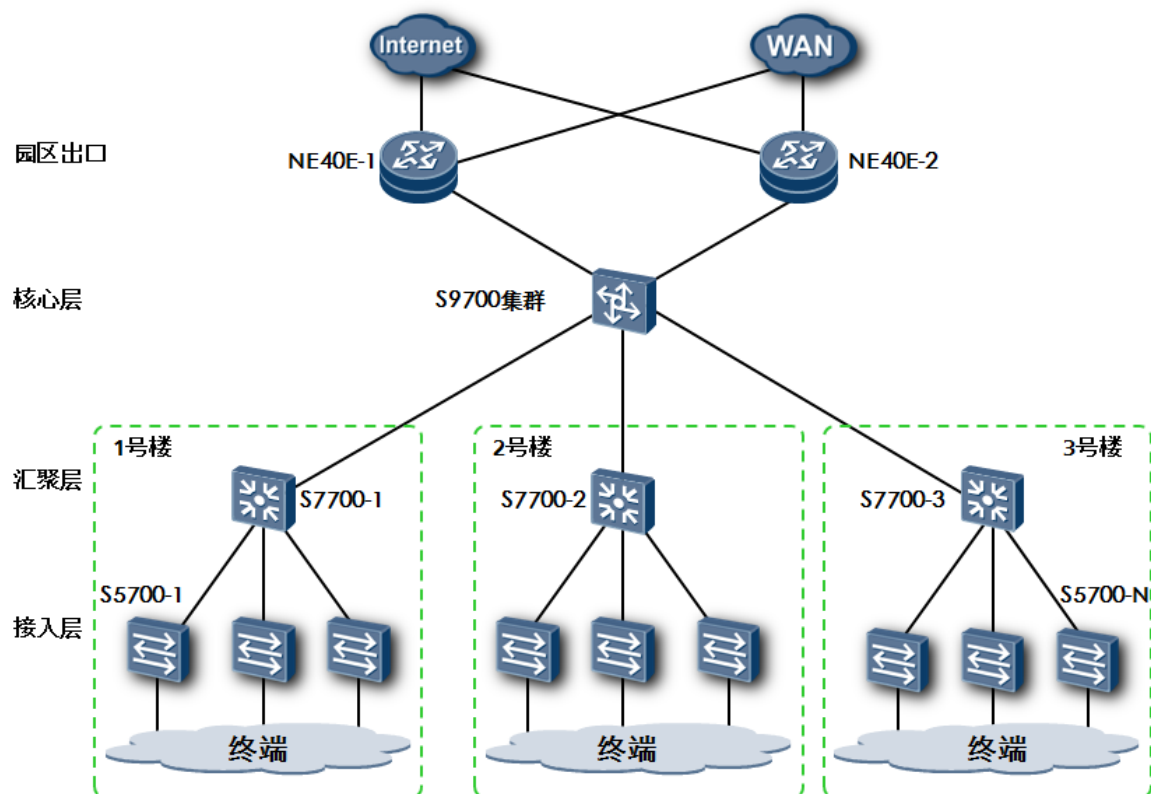 Internet
WAN
园区出口
NE40E-1
NE40E-2
核心层
S9700集群
1号楼
2号楼
3号楼
汇聚层
S7700-1
S7700-2
S7700-3
S5700-1
S5700-N
接入层
终端
终端
终端